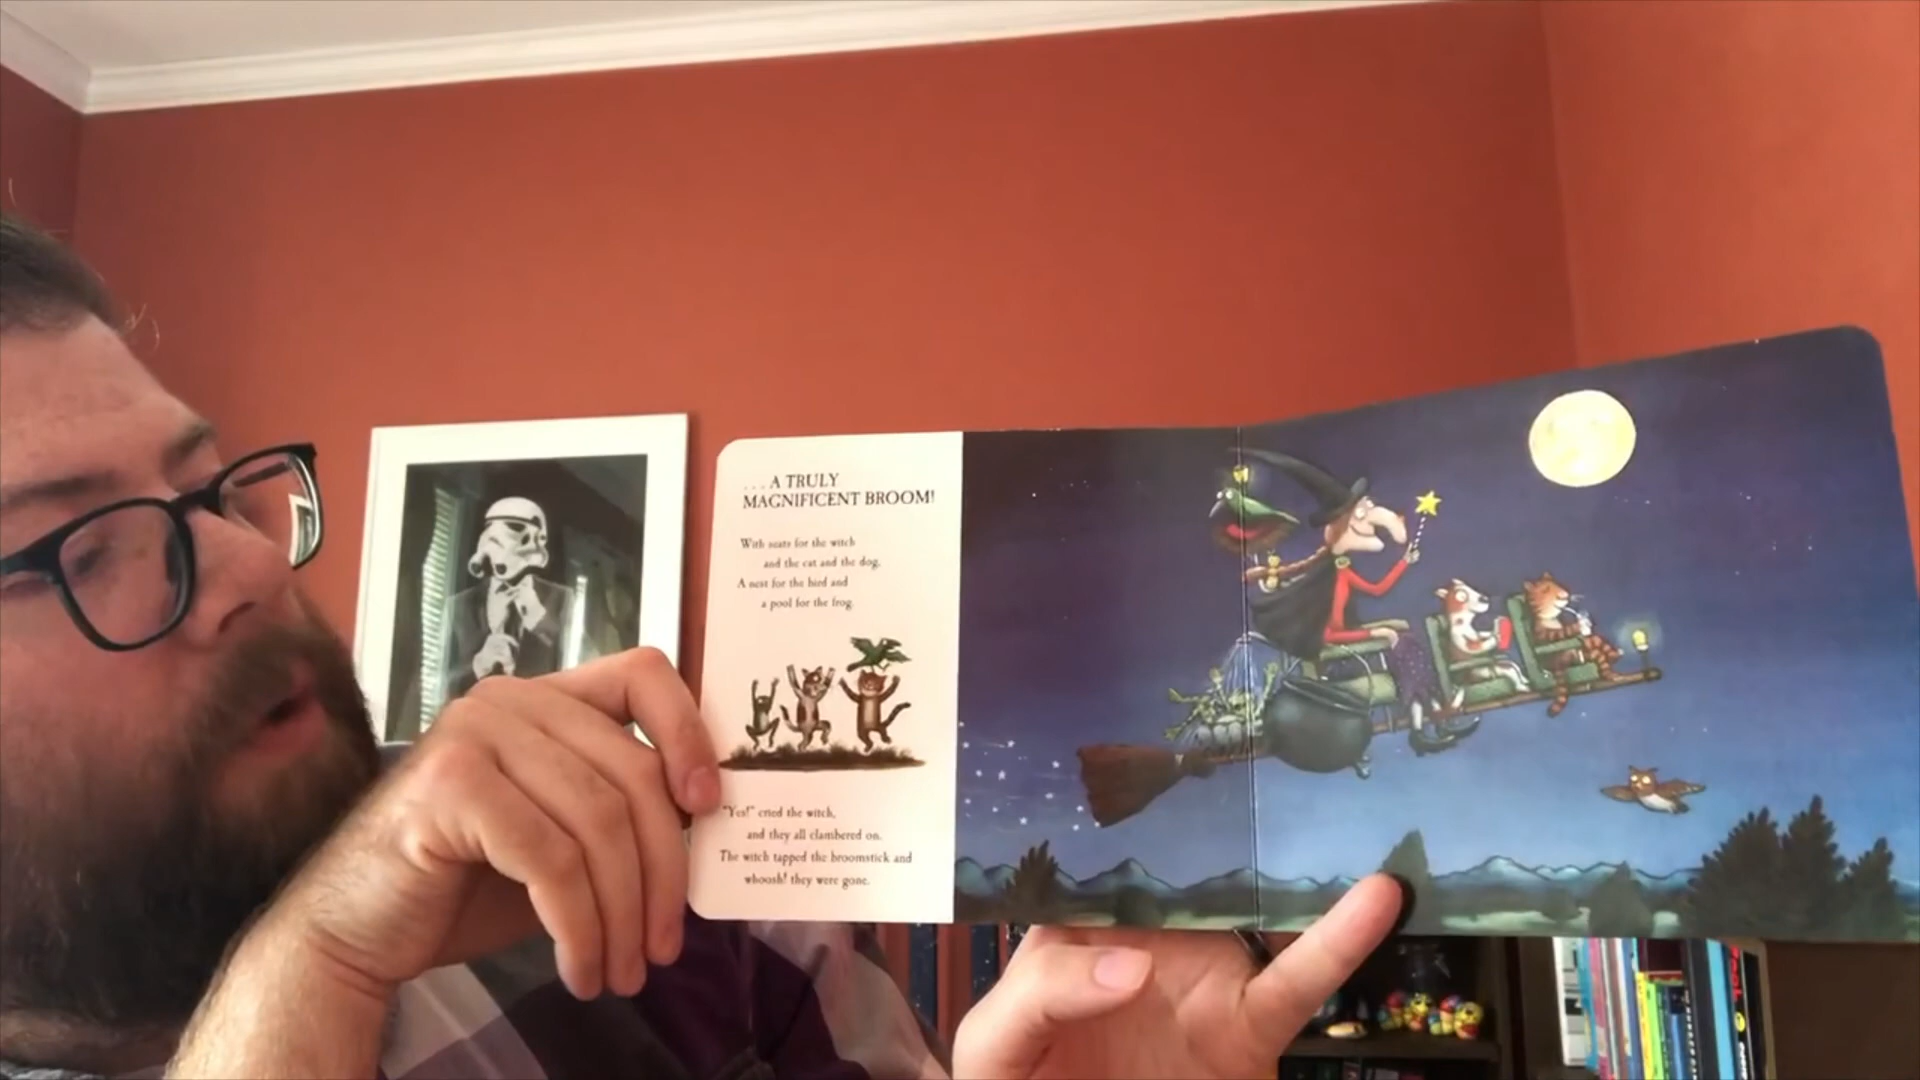 ...A TRULY
MAGNIFICENT BROOM!
With seats for the witch
and the cat and the dog,
A nest for the bird and
a pool for the frog.
"Yes!" cried the witch,
and they all clambered on.
The witch tapped the broomstick and
whoosh! they were gone.